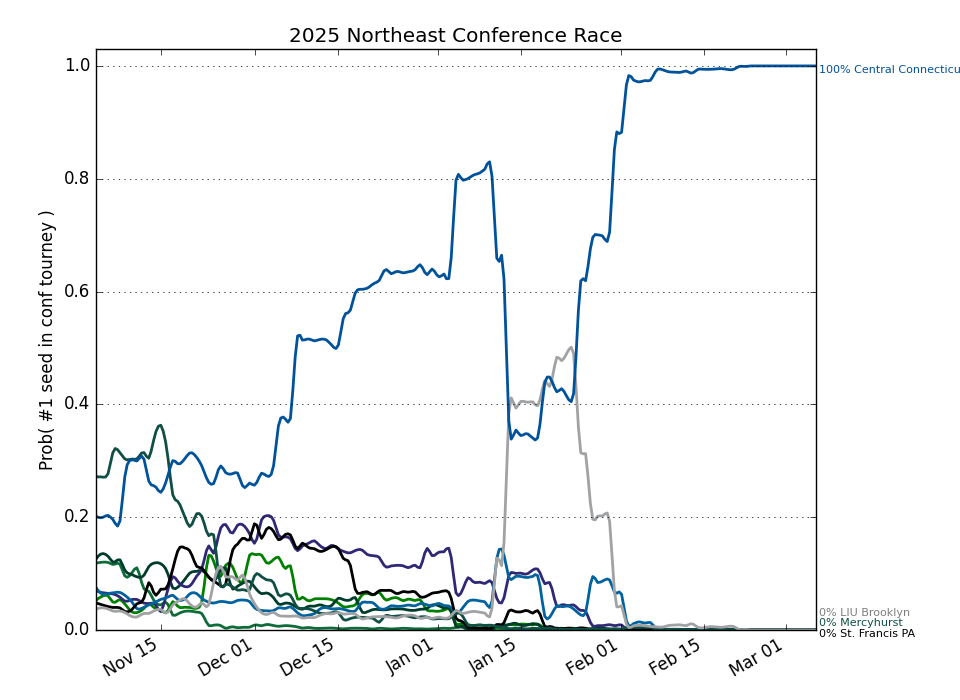 2025 Northeast Conference Race
Prob( #1 seed in conf tourney )
1.0
0.8
0.6
0.4
0.2
0.0
Nov 15
Dec 01
Dec 15
Jan 01
Jan 15
Feb 01
Feb 15
Mar 01
100% Central Connecticu
0% LIU Brooklyn
0% Mercyhurst
0% St. Francis PA